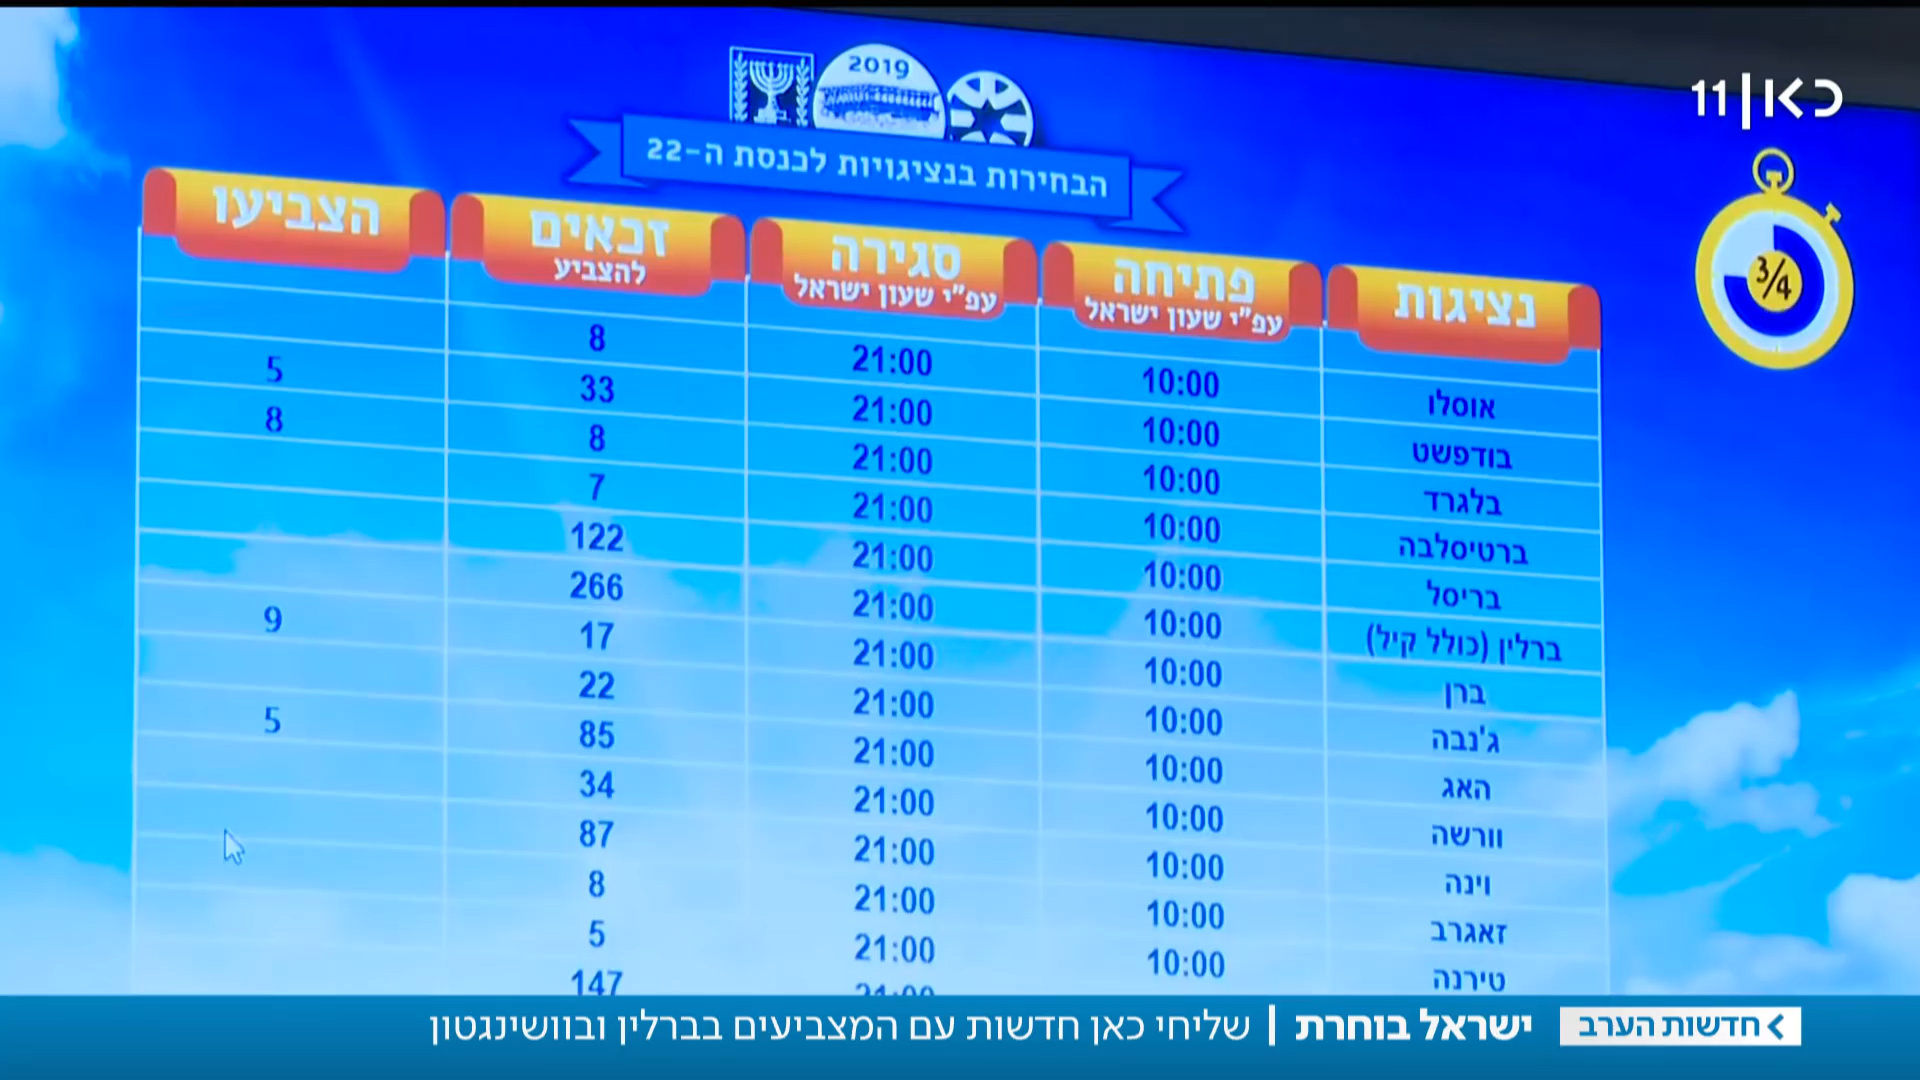 2019
כאן 11
הבחירות בנציגויות לכנסת ה-22
3/4
נציגות פתיחה סגירה זכאים הצביעו
עפ"י שעון ישראל עפ"י שעון ישראל להצביע
אוסלו 10:00 21:00 8
בודפשט 10:00 21:00 33 5
בלגרד 10:00 21:00 8 8
ברטיסלבה 10:00 21:00 7
בריסל 10:00 21:00 122
ברלין (כולל קיל) 10:00 21:00 266
ברן 10:00 21:00 17 9
ג'נבה 10:00 21:00 22
האג 10:00 21:00 85 5
וורשה 10:00 21:00 34
וינה 10:00 21:00 87
זאגרב 10:00 21:00 8
טירנה 10:00 21:00 5
21:00 147
חדשות הערב ישראל בוחרת | שליחי כאן חדשות עם המצביעים בברלין ובוושינגטון